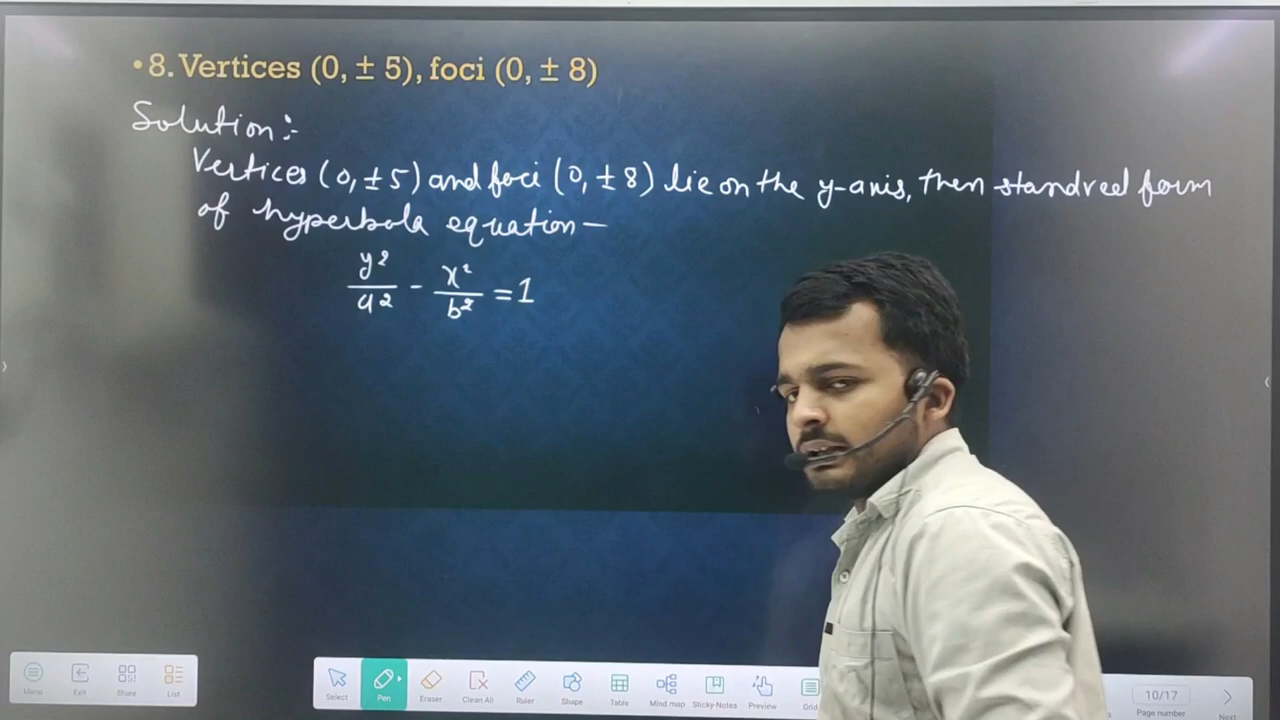 • 8. Vertices (0, ± 5), foci (0, ± 8)
Solution :-
Vertices (0, ±5) and foci (0, ±8) lie on the y-axis, then standred form
of hyperbola equation —
y²/a² - x²/b² = 1
Menu Exit Share List
Select Pen Eraser Clean All Ruler Shape Table Mind map Sticky-Notes Preview Grid
10/17
Page number Next